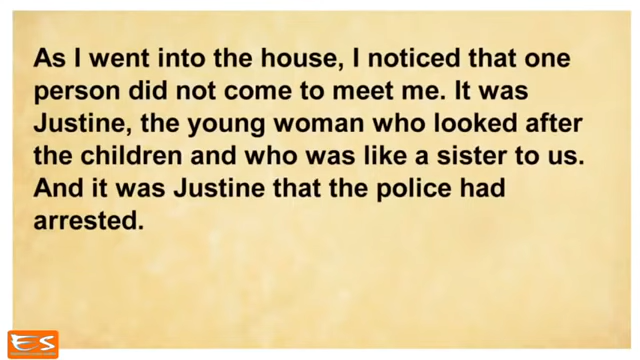 As I went into the house, I noticed that one
person did not come to meet me. It was
Justine, the young woman who looked after
the children and who was like a sister to us.
And it was Justine that the police had
arrested.
ES